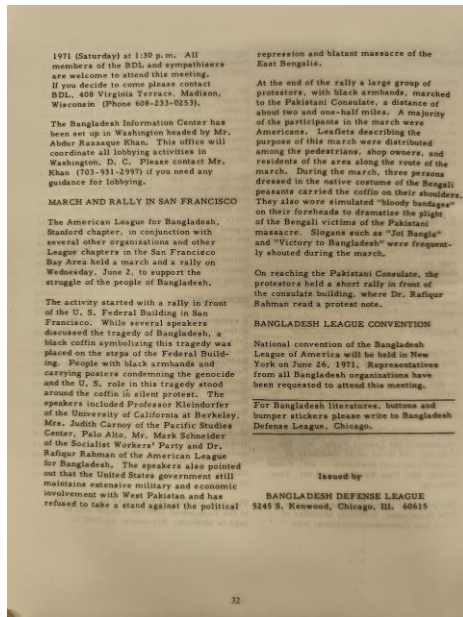 1971 (Saturday) at 1:30 p.m. All
members of the BDL and sympathisers
are welcome to attend this meeting.
If you decide to come please contact
BDL, 408 Virginia Terrace, Madison,
Wisconsin (Phone 608-233-0253).
The Bangladesh Information Center has
been set up in Washington headed by Mr.
Abdur Razzaque Khan. This office will
coordinate all lobbying activities in
Washington, D. C. Please contact Mr.
Khan (703-931-2997) if you need any
guidance for lobbying.
MARCH AND RALLY IN SAN FRANCISCO
The American League for Bangladesh,
Stanford chapter, in conjunction with
several other organizations and other
League chapters in the San Francisco
Bay Area held a march and a rally on
Wednesday, June 2, to support the
struggle of the people of Bangladesh.
The activity started with a rally in front
of the U. S. Federal Building in San
Francisco. While several speakers
discussed the tragedy of Bangladesh, a
black coffin symbolizing this tragedy was
placed on the steps of the Federal Build-
ing. People with black armbands and
carrying posters condemning the genocide
and the U. S. role in this tragedy stood
around the coffin in silent protest. The
speakers included Professor Kleindorfer
of the University of California at Berkeley,
Mrs. Judith Carnoy of the Pacific Studies
Center, Palo Alto, Mr. Mark Schneider
of the Socialist Workers' Party and Dr.
Rafiqur Rahman of the American League
for Bangladesh. The speakers also pointed
out that the United States government still
maintains extensive military and economic
involvement with West Pakistan and has
refused to take a stand against the political
repression and blatant massacre of the
East Bengalis.
At the end of the rally a large group of
protestors, with black armbands, marched
to the Pakistani Consulate, a distance of
about two and one-half miles. A majority
of the participants in the march were
Americans. Leaflets describing the
purpose of this march were distributed
among the pedestrians, shop owners, and
residents of the area along the route of the
march. During the march, three persons
dressed in the native costume of the Bengali
peasants carried the coffin on their shoulders.
They also wore simulated "bloody bandages"
on their foreheads to dramatize the plight
of the Bengali victims of the Pakistani
massacre. Slogans such as "Joi Bangla"
and "Victory to Bangladesh" were frequent-
ly shouted during the march.
On reaching the Pakistani Consulate, the
protestors held a short rally in front of
the consulate building, where Dr. Rafiqur
Rahman read a protest note.
BANGLADESH LEAGUE CONVENTION
National convention of the Bangladesh
League of America will be held in New
York on June 26, 1971. Representatives
from all Bangladesh organizations have
been requested to attend this meeting.
For Bangladesh literatures, buttons and
bumper stickers please write to Bangladesh
Defense League, Chicago.
Issued by
BANGLADESH DEFENSE LEAGUE
5245 S. Kenwood, Chicago, Ill. 60615
32